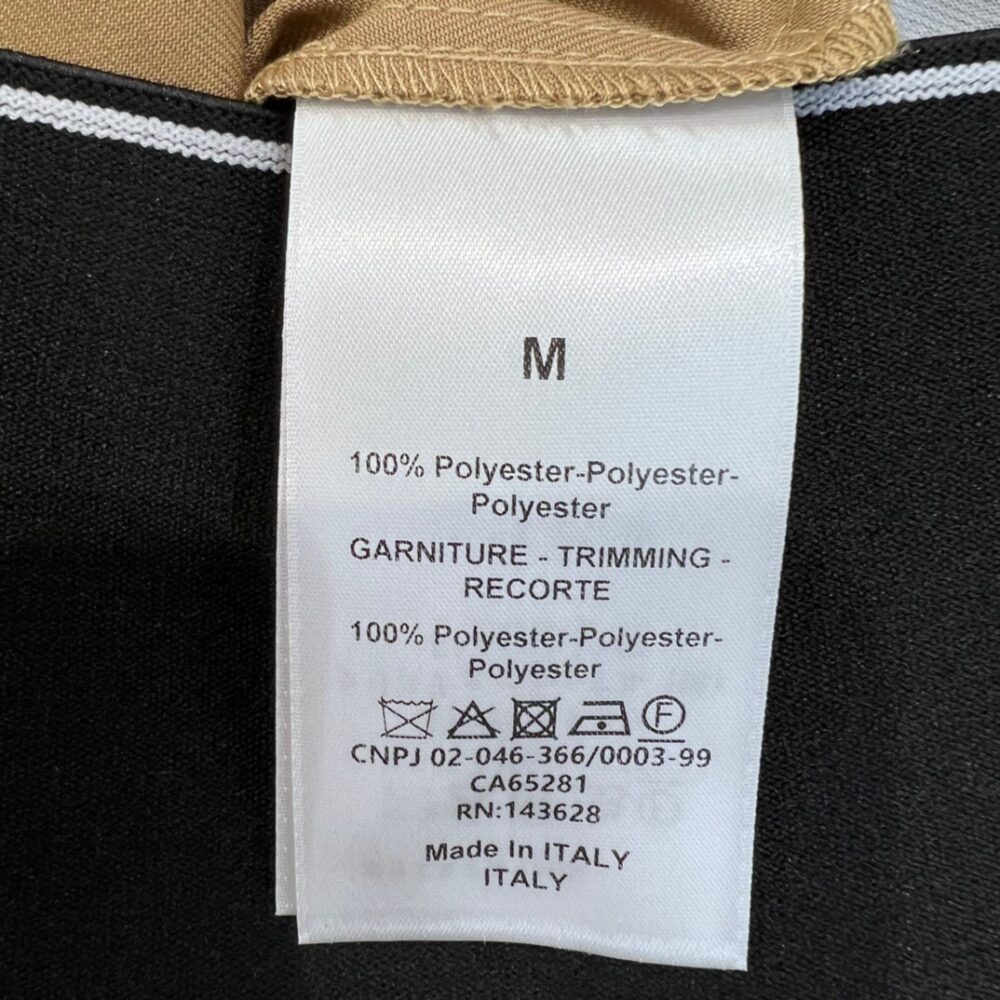 M
100% Polyester-Polyester-
Polyester
GARNITURE - TRIMMING -
RECORTE
100% Polyester-Polyester-
Polyester
F
CNPJ 02-046-366/0003-99
CA65281
RN:143628
Made In ITALY
ITALY